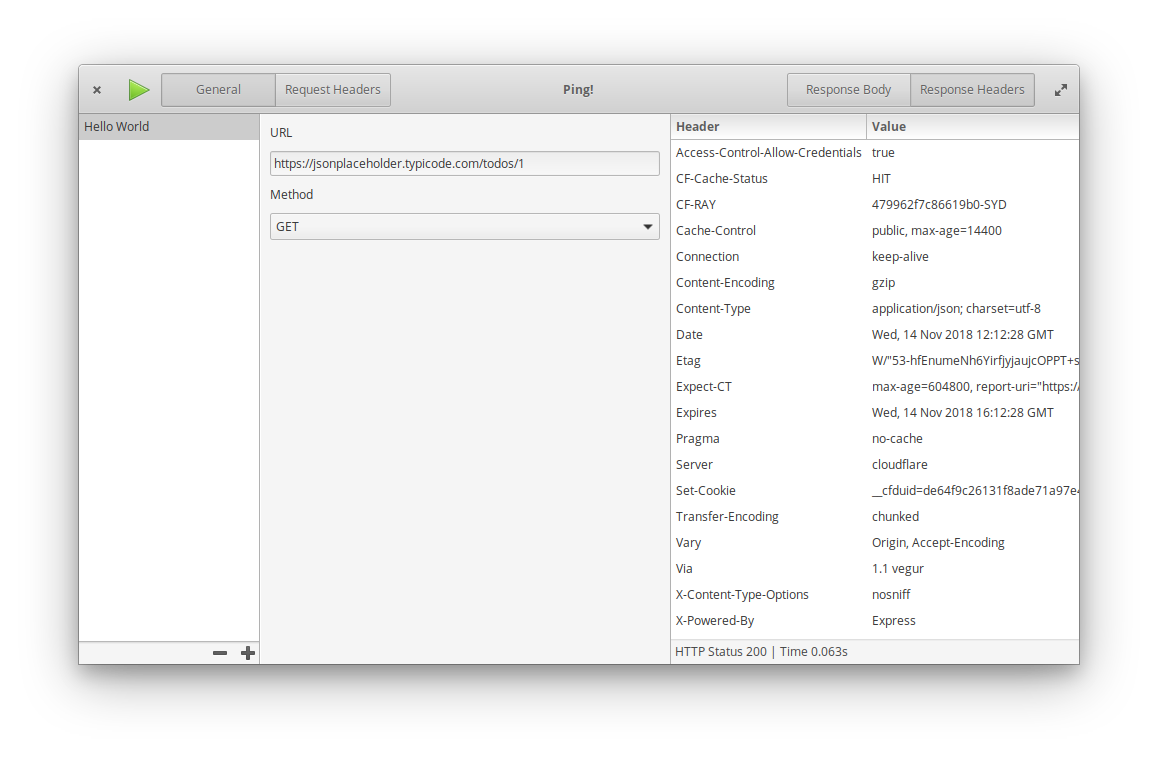 General Request Headers Ping! Response Body Response Headers
Hello World
URL
https://jsonplaceholder.typicode.com/todos/1
Method
GET
Header Value
Access-Control-Allow-Credentials true
CF-Cache-Status HIT
CF-RAY 479962f7c86619b0-SYD
Cache-Control public, max-age=14400
Connection keep-alive
Content-Encoding gzip
Content-Type application/json; charset=utf-8
Date Wed, 14 Nov 2018 12:12:28 GMT
Etag W/"53-hfEnumeNh6YirfjyjaujcOPPT+s
Expect-CT max-age=604800, report-uri="https:/
Expires Wed, 14 Nov 2018 16:12:28 GMT
Pragma no-cache
Server cloudflare
Set-Cookie __cfduid=de64f9c26131f8ade71a97e4
Transfer-Encoding chunked
Vary Origin, Accept-Encoding
Via 1.1 vegur
X-Content-Type-Options nosniff
X-Powered-By Express
HTTP Status 200 | Time 0.063s